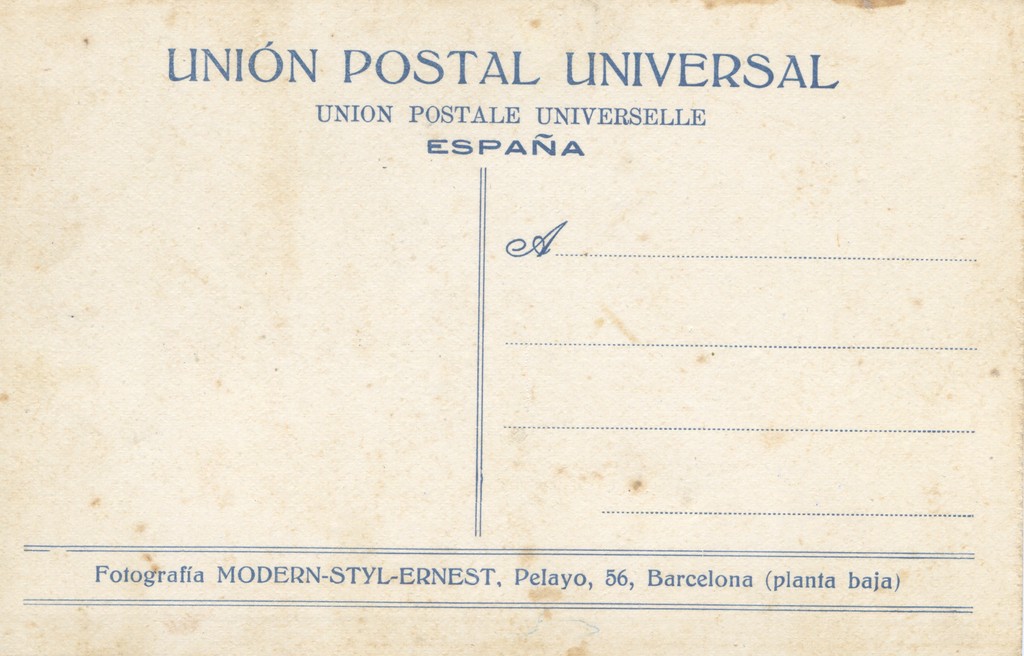 UNIÓN POSTAL UNIVERSAL
UNION POSTALE UNIVERSELLE
ESPAÑA
A
Fotografía MODERN-STYL-ERNEST, Pelayo, 56, Barcelona (planta baja)